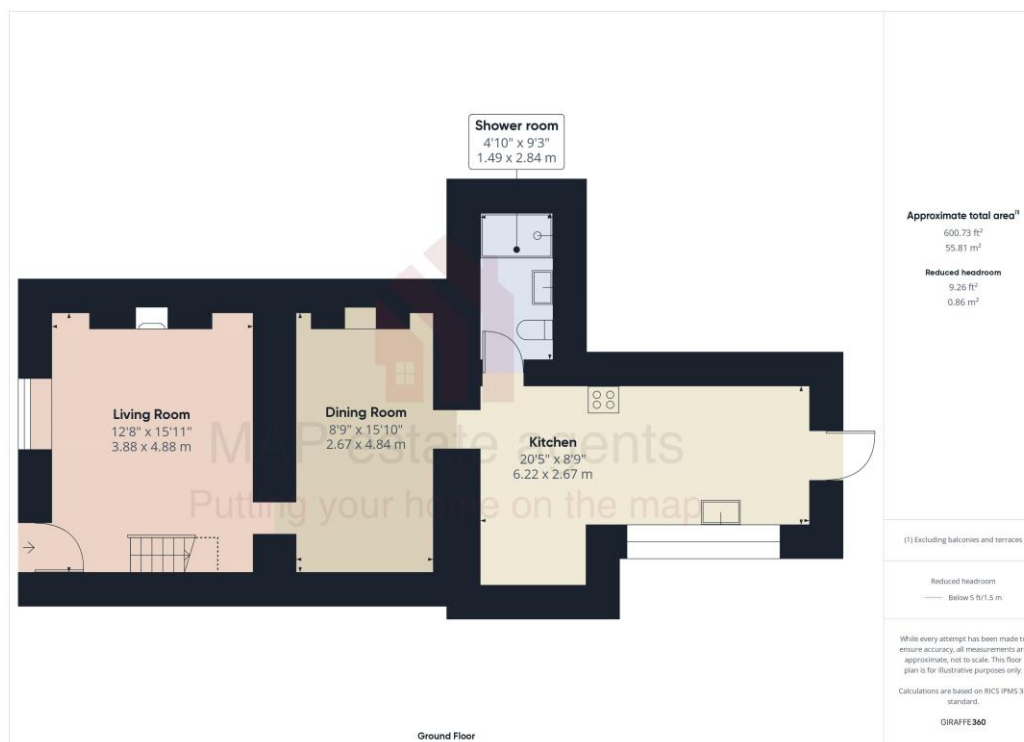 Shower room
4'10" x 9'3"
1.49 x 2.84 m
Living Room
12'8" x 15'11"
3.88 x 4.88 m
Dining Room
8'9" x 15'10"
2.67 x 4.84 m
Kitchen
20'5" x 8'9"
6.22 x 2.67 m
MAP estate agents
Putting your home on the map
Ground Floor
Approximate total area(1)
600.73 ft²
55.81 m²
Reduced headroom
9.26 ft²
0.86 m²
(1) Excluding balconies and terraces
Reduced headroom
Below 5 ft/1.5 m
While every attempt has been made to
ensure accuracy, all measurements are
approximate, not to scale. This floor
plan is for illustrative purposes only.
Calculations are based on RICS IPMS 3
standard.
GIRAFFE360